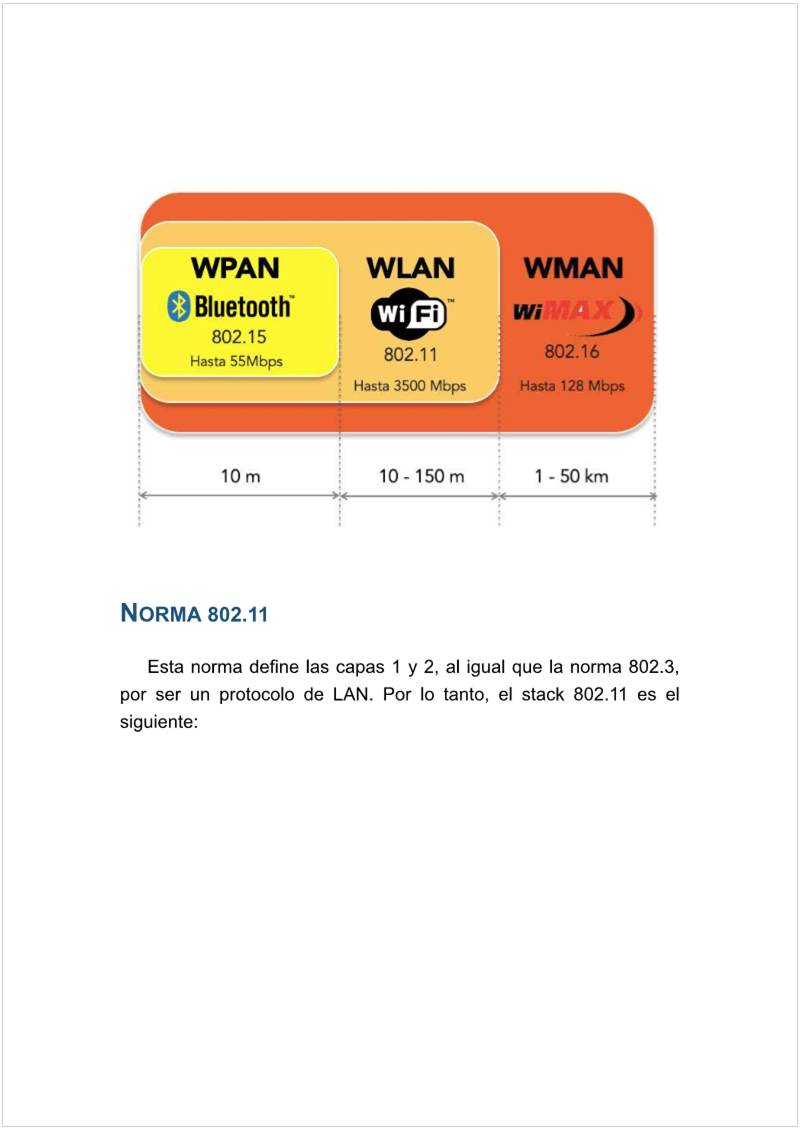 WPAN
Bluetooth™
802.15
Hasta 55Mbps
WLAN
Wi Fi™
802.11
Hasta 3500 Mbps
WMAN
WiMAX
802.16
Hasta 128 Mbps
10 m
10 - 150 m
1 - 50 km
NORMA 802.11
Esta norma define las capas 1 y 2, al igual que la norma 802.3,
por ser un protocolo de LAN. Por lo tanto, el stack 802.11 es el
siguiente: